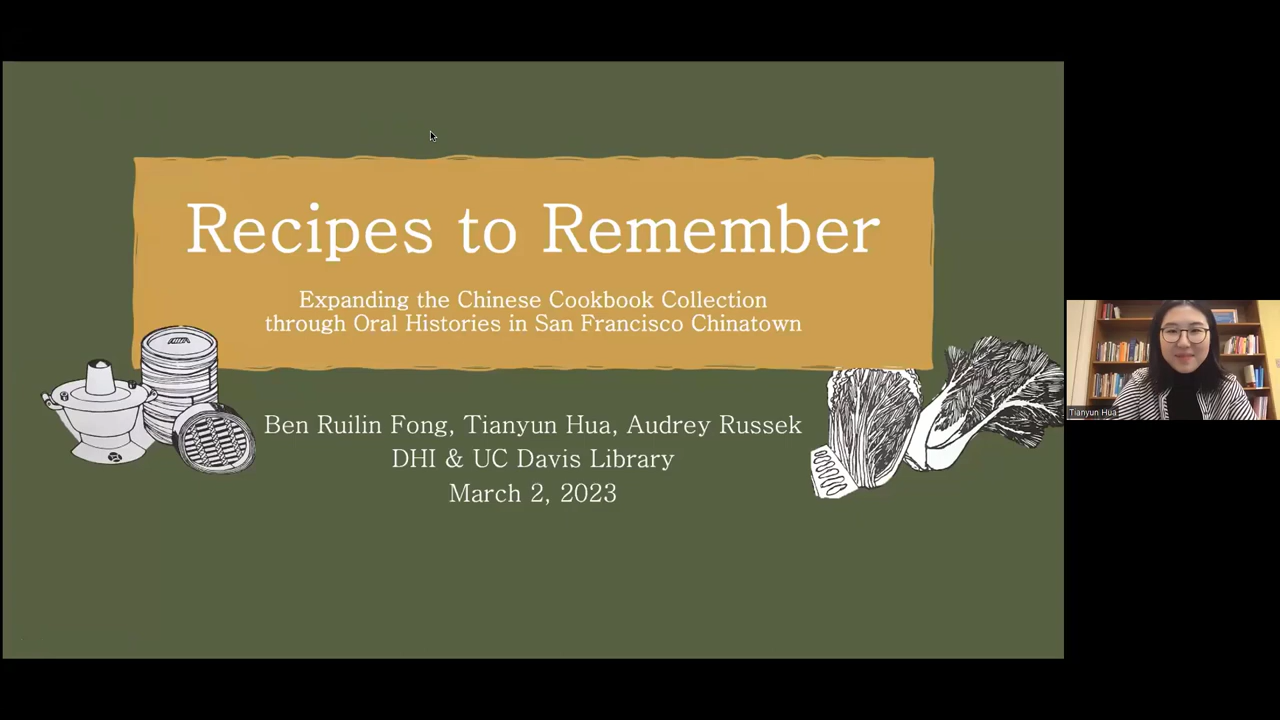 Recipes to Remember
Expanding the Chinese Cookbook Collection
through Oral Histories in San Francisco Chinatown
Ben Ruilin Fong, Tianyun Hua, Audrey Russek
DHI & UC Davis Library
March 2, 2023
Tianyun Hua